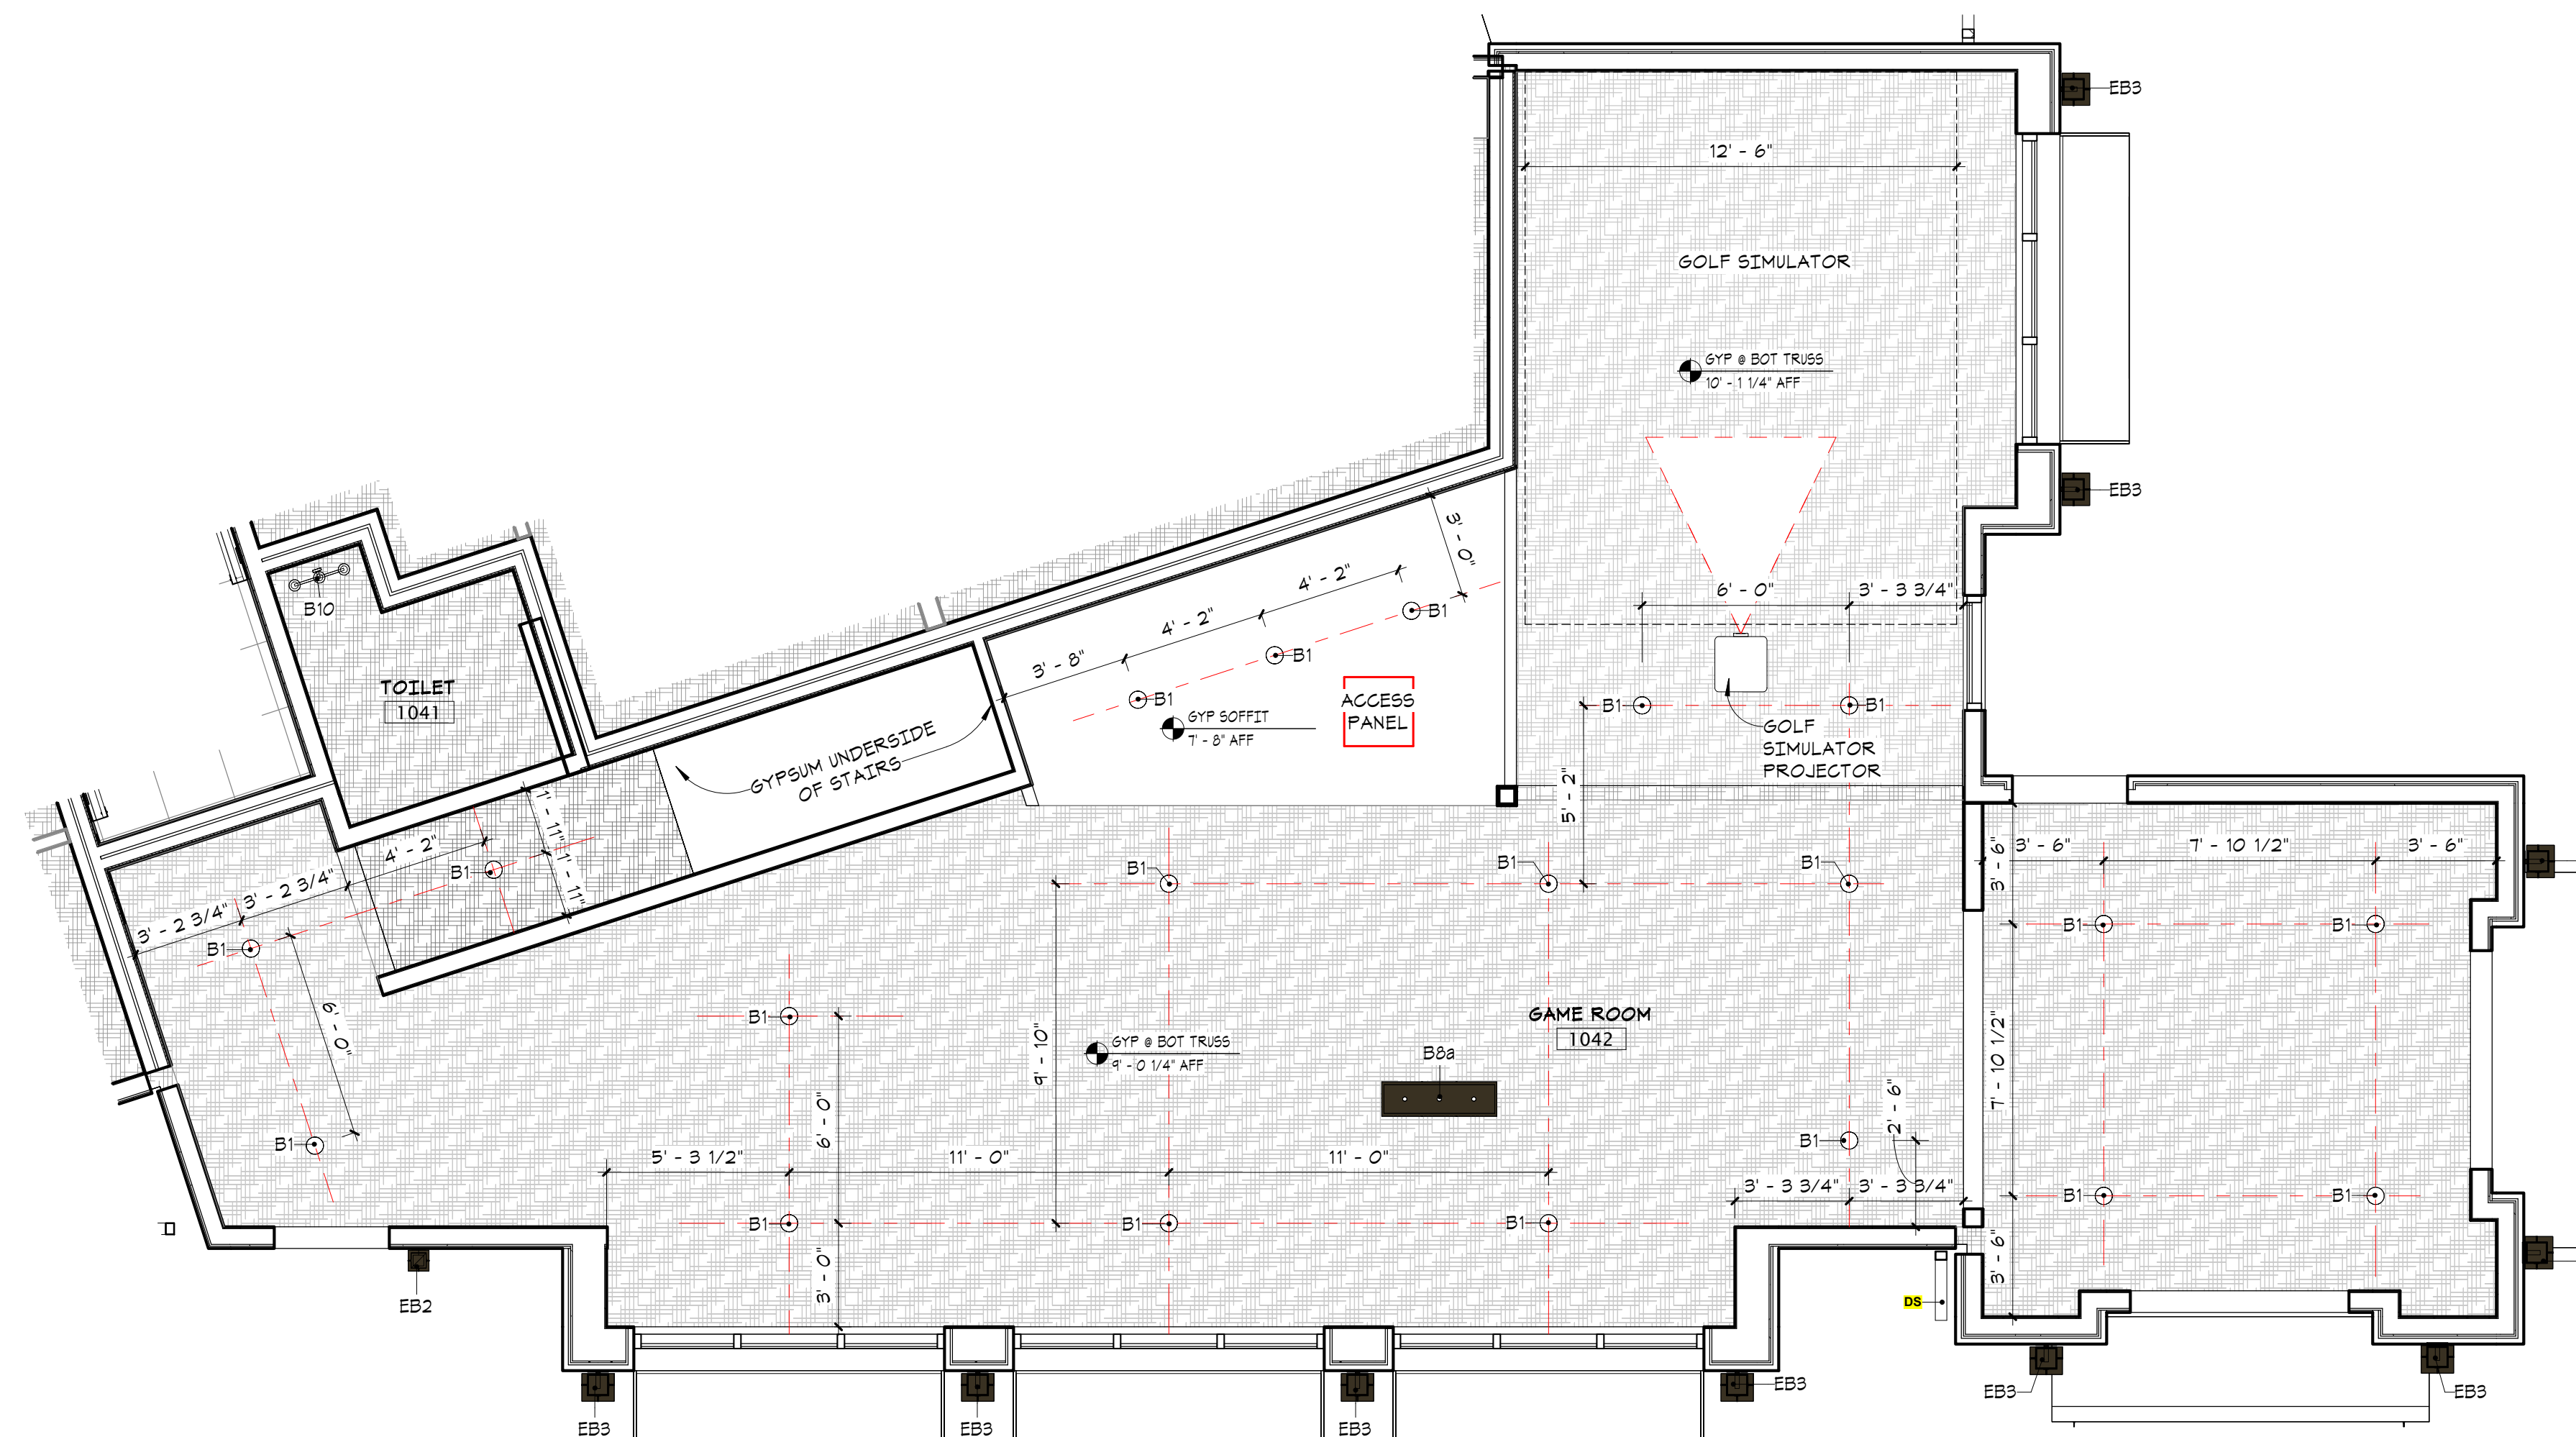 EB3
12' - 6"
GOLF SIMULATOR
GYP @ BOT TRUSS
10' - 1 1/4" AFF
EB3
3' - 0"
4' - 2"
4' - 2"
3' - 8"
B1
B1
B1
6' - 0"
3' - 3 3/4"
B10
TOILET
1041
ACCESS
PANEL
GYP SOFFIT
7' - 8" AFF
B1
B1
GOLF
SIMULATOR
PROJECTOR
GYPSUM UNDERSIDE
OF STAIRS
5' - 2"
1' - 11"
1' - 11"
4' - 2"
3' - 2 3/4"
3' - 2 3/4"
B1
B1
B1
B1
B1
3' - 6"
3' - 6"
7' - 10 1/2"
3' - 6"
B1
B1
B1
6' - 0"
B1
GAME ROOM
1042
9' - 10"
GYP @ BOT TRUSS
9' - 0 1/4" AFF
B8a
7' - 10 1/2"
2' - 6"
6' - 0"
B1
B1
5' - 3 1/2"
11' - 0"
11' - 0"
3' - 3 3/4"
3' - 3 3/4"
B1
B1
B1
B1
B1
3' - 0"
3' - 6"
EB2
DS
EB3
EB3
EB3
EB3
EB3
EB3